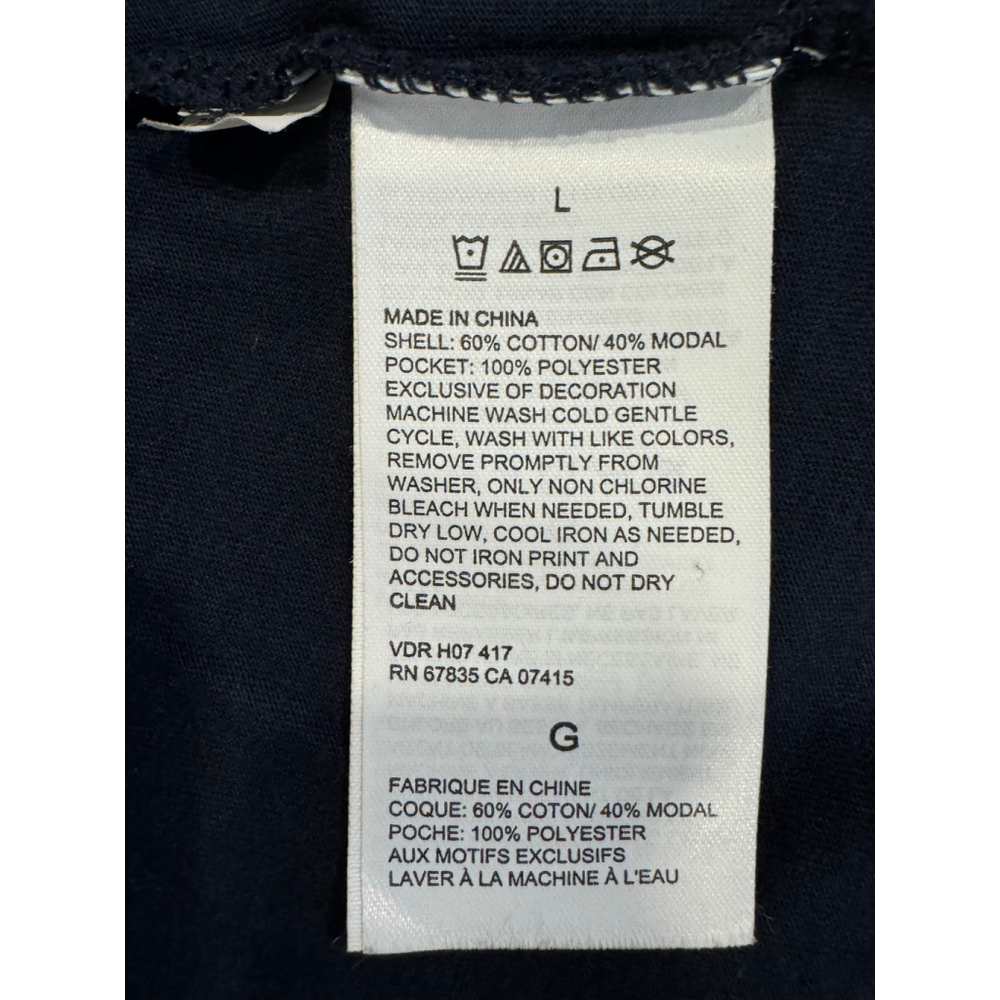 L
MADE IN CHINA
SHELL: 60% COTTON/ 40% MODAL
POCKET: 100% POLYESTER
EXCLUSIVE OF DECORATION
MACHINE WASH COLD GENTLE
CYCLE, WASH WITH LIKE COLORS,
REMOVE PROMPTLY FROM
WASHER, ONLY NON CHLORINE
BLEACH WHEN NEEDED, TUMBLE
DRY LOW, COOL IRON AS NEEDED,
DO NOT IRON PRINT AND
ACCESSORIES, DO NOT DRY
CLEAN
VDR H07 417
RN 67835 CA 07415
G
FABRIQUE EN CHINE
COQUE: 60% COTON/ 40% MODAL
POCHE: 100% POLYESTER
AUX MOTIFS EXCLUSIFS
LAVER À LA MACHINE À L'EAU